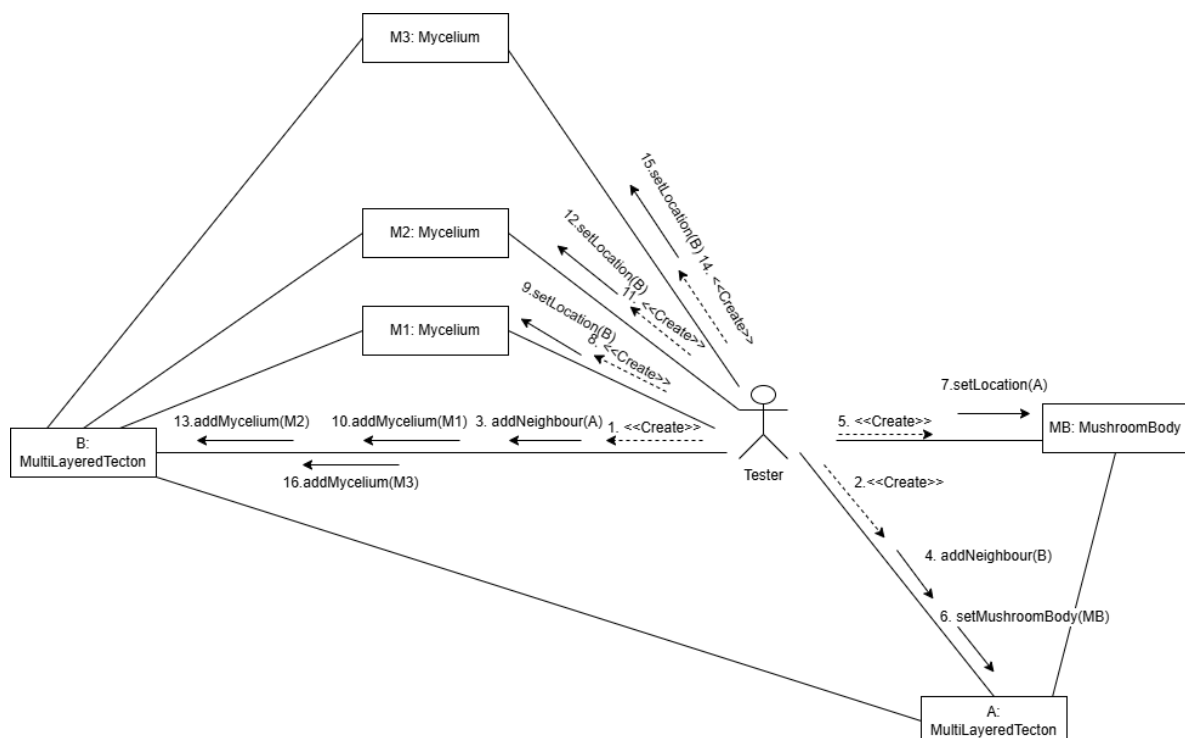 M3: Mycelium
15.setLocation(B)
14. <<Create>>
M2: Mycelium
12.setLocation(B)
11. <<Create>>
M1: Mycelium
9.setLocation(B)
8. <<Create>>
7.setLocation(A)
13.addMycelium(M2)
10.addMycelium(M1)
3. addNeighbour(A)
1. <<Create>>
5. <<Create>>
MB: MushroomBody
B:
MultiLayeredTecton
16.addMycelium(M3)
Tester
2.<<Create>>
4. addNeighbour(B)
6. setMushroomBody(MB)
A:
MultiLayeredTecton